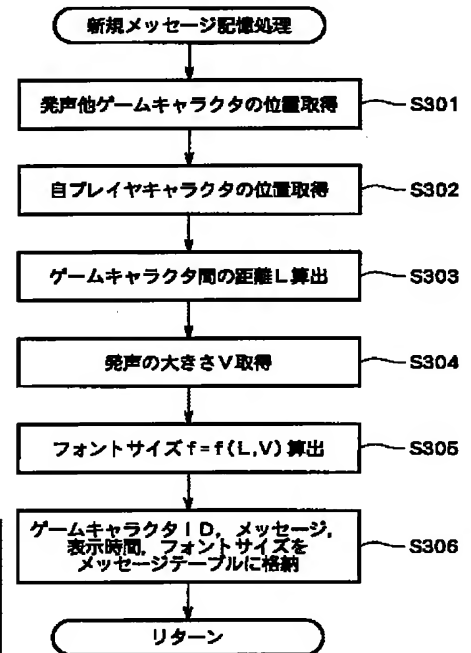 新規メッセージ記憶処理
発声他ゲームキャラクタの位置取得
S301
自プレイヤキャラクタの位置取得
S302
ゲームキャラクタ間の距離L算出
S303
発声の大きさV取得
S304
フォントサイズf=f(L,V)算出
S305
ゲームキャラクタID，メッセージ，
表示時間，フォントサイズを
メッセージテーブルに格納
S306
リターン